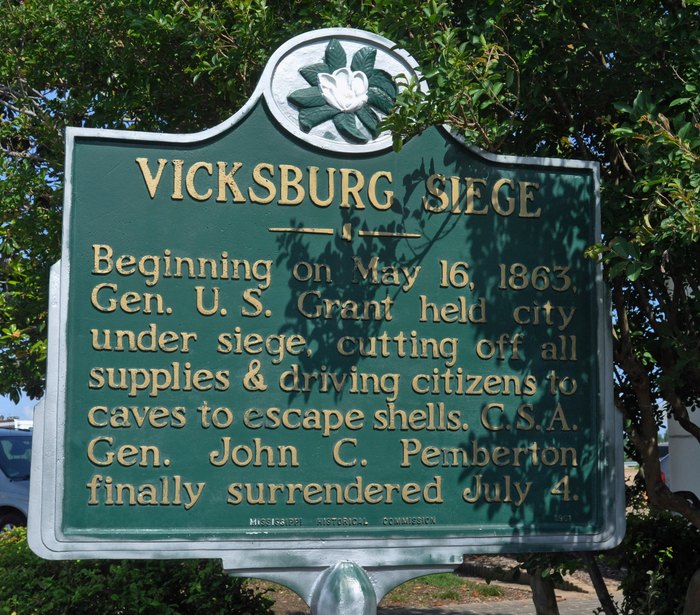 VICKSBURG SIEGE
Beginning on May 16, 1863,
Gen. U. S. Grant held city
under siege, cutting off all
supplies & driving citizens to
caves to escape shells. C.S.A.
Gen. John C. Pemberton
finally surrendered July 4.
MISSISSIPPI HISTORICAL COMMISSION